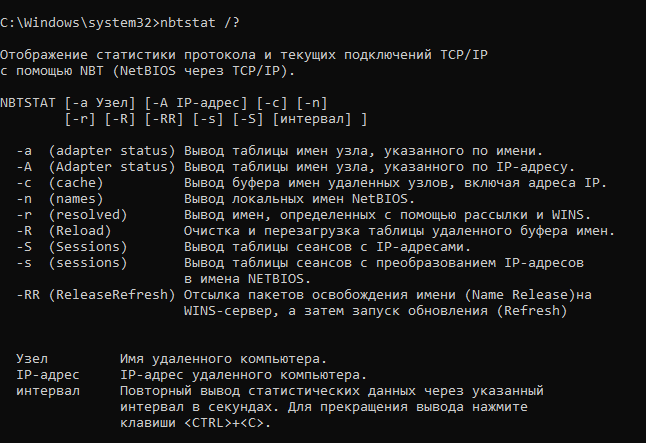 C:\Windows\system32>nbtstat /?
Отображение статистики протокола и текущих подключений TCP/IP
с помощью NBT (NetBIOS через TCP/IP).
NBTSTAT [-a Узел] [-A IP-адрес] [-c] [-n]
[-r] [-R] [-RR] [-s] [-S] [интервал] ]
-a (adapter status) Вывод таблицы имен узла, указанного по имени.
-A (Adapter status) Вывод таблицы имен узла, указанного по IP-адресу.
-c (cache) Вывод буфера имен удаленных узлов, включая адреса IP.
-n (names) Вывод локальных имен NetBIOS.
-r (resolved) Вывод имен, определенных с помощью рассылки и WINS.
-R (Reload) Очистка и перезагрузка таблицы удаленного буфера имен.
-S (Sessions) Вывод таблицы сеансов с IP-адресами.
-s (sessions) Вывод таблицы сеансов с преобразованием IP-адресов
в имена NETBIOS.
-RR (ReleaseRefresh) Отсылка пакетов освобождения имени (Name Release)на
WINS-сервер, а затем запуск обновления (Refresh)
Узел Имя удаленного компьютера.
IP-адрес IP-адрес удаленного компьютера.
интервал Повторный вывод статистических данных через указанный
интервал в секундах. Для прекращения вывода нажмите
клавиши <CTRL>+<C>.